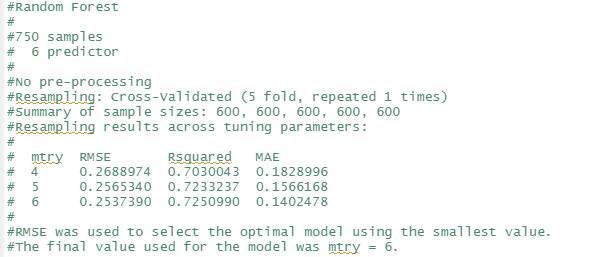 #Random Forest
#
#750 samples
#  6 predictor
#
#No pre-processing
#Resampling: Cross-Validated (5 fold, repeated 1 times)
#Summary of sample sizes: 600, 600, 600, 600, 600
#Resampling results across tuning parameters:
#
#  mtry  RMSE       Rsquared   MAE
#  4     0.2688974  0.7030043  0.1828996
#  5     0.2565340  0.7233237  0.1566168
#  6     0.2537390  0.7250990  0.1402478
#
#RMSE was used to select the optimal model using the smallest value.
#The final value used for the model was mtry = 6.